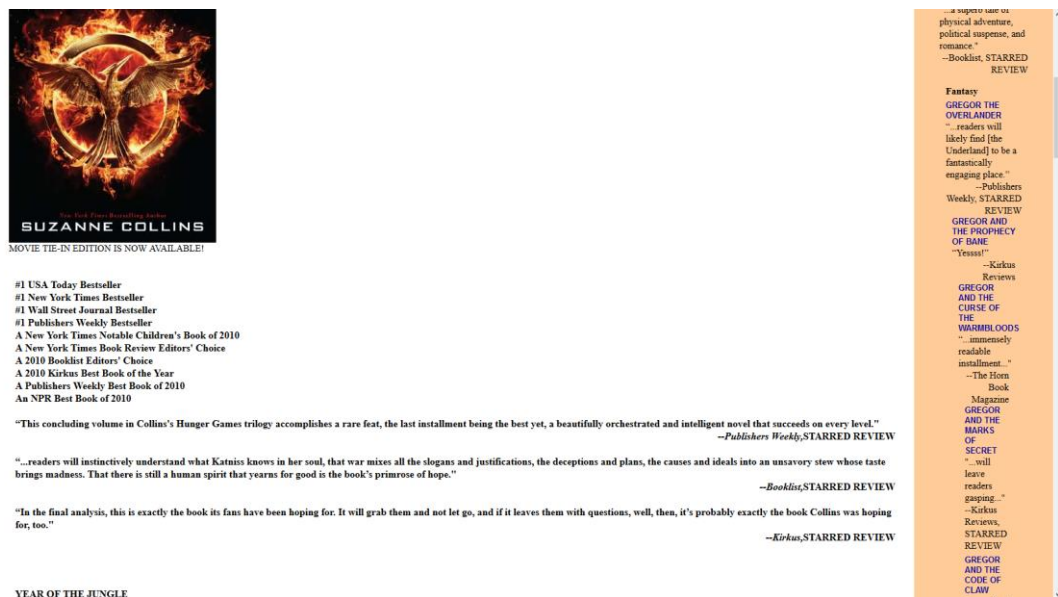 New York Times Bestselling Author
SUZANNE COLLINS
MOVIE TIE-IN EDITION IS NOW AVAILABLE!
#1 USA Today Bestseller
#1 New York Times Bestseller
#1 Wall Street Journal Bestseller
#1 Publishers Weekly Bestseller
A New York Times Notable Children's Book of 2010
A New York Times Book Review Editors' Choice
A 2010 Booklist Editors' Choice
A 2010 Kirkus Best Book of the Year
A Publishers Weekly Best Book of 2010
An NPR Best Book of 2010
“This concluding volume in Collins's Hunger Games trilogy accomplishes a rare feat, the last installment being the best yet, a beautifully orchestrated and intelligent novel that succeeds on every level."
--Publishers Weekly,STARRED REVIEW
“...readers will instinctively understand what Katniss knows in her soul, that war mixes all the slogans and justifications, the deceptions and plans, the causes and ideals into an unsavory stew whose taste
brings madness. That there is still a human spirit that yearns for good is the book's primrose of hope."
--Booklist,STARRED REVIEW
“In the final analysis, this is exactly the book its fans have been hoping for. It will grab them and not let go, and if it leaves them with questions, well, then, it’s probably exactly the book Collins was hoping
for, too."
--Kirkus,STARRED REVIEW
YEAR OF THE JUNGLE
...a superb tale of
physical adventure,
political suspense, and
romance."
--Booklist, STARRED
REVIEW
Fantasy
GREGOR THE
OVERLANDER
"...readers will
likely find [the
Underland] to be a
fantastically
engaging place."
--Publishers
Weekly, STARRED
REVIEW
GREGOR AND
THE PROPHECY
OF BANE
"Yessss!"
--Kirkus
Reviews
GREGOR
AND THE
CURSE OF
THE
WARMBLOODS
"...immensely
readable
installment..."
--The Horn
Book
Magazine
GREGOR
AND THE
MARKS
OF
SECRET
"...will
leave
readers
gasping..."
--Kirkus
Reviews,
STARRED
REVIEW
GREGOR
AND THE
CODE OF
CLAW